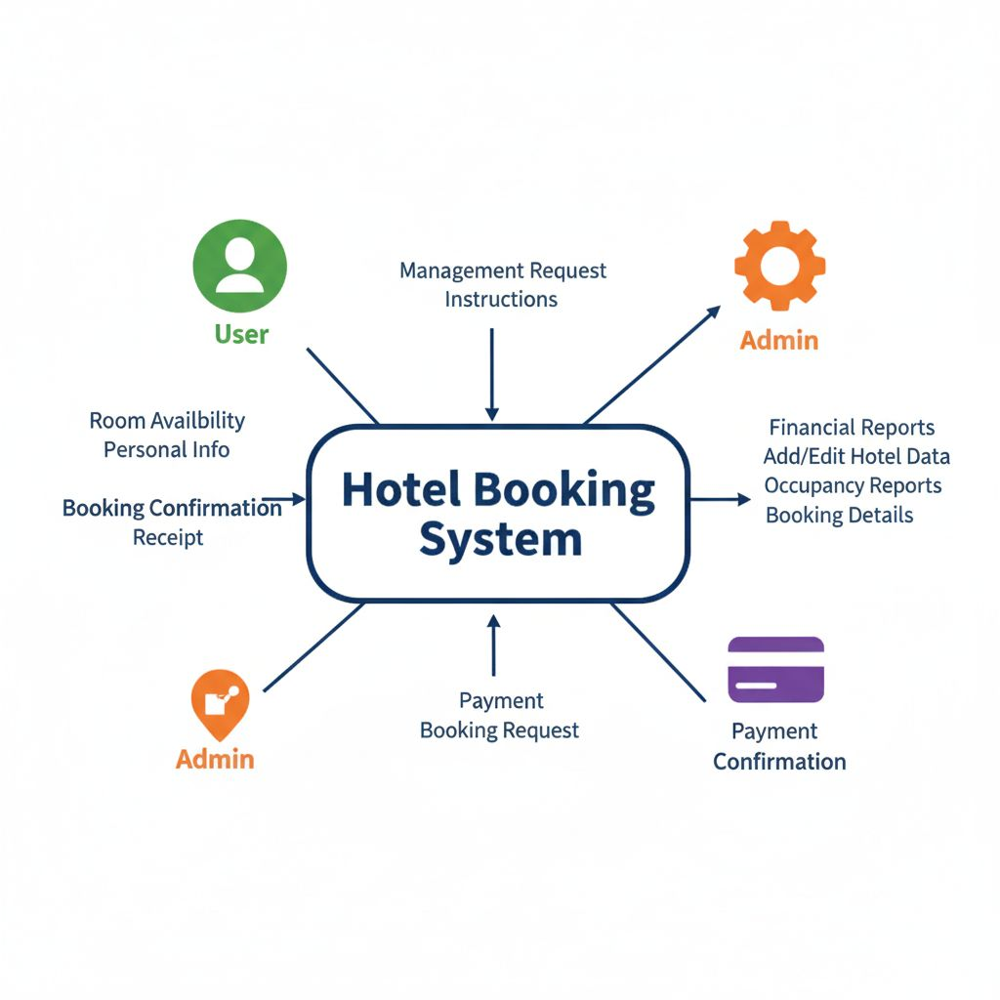 Management Request
Instructions
User
Admin
Room Availbility
Personal Info
Booking Confirmation
Receipt
Hotel Booking
System
Financial Reports
Add/Edit Hotel Data
Occupancy Reports
Booking Details
Admin
Payment
Booking Request
Payment
Confirmation